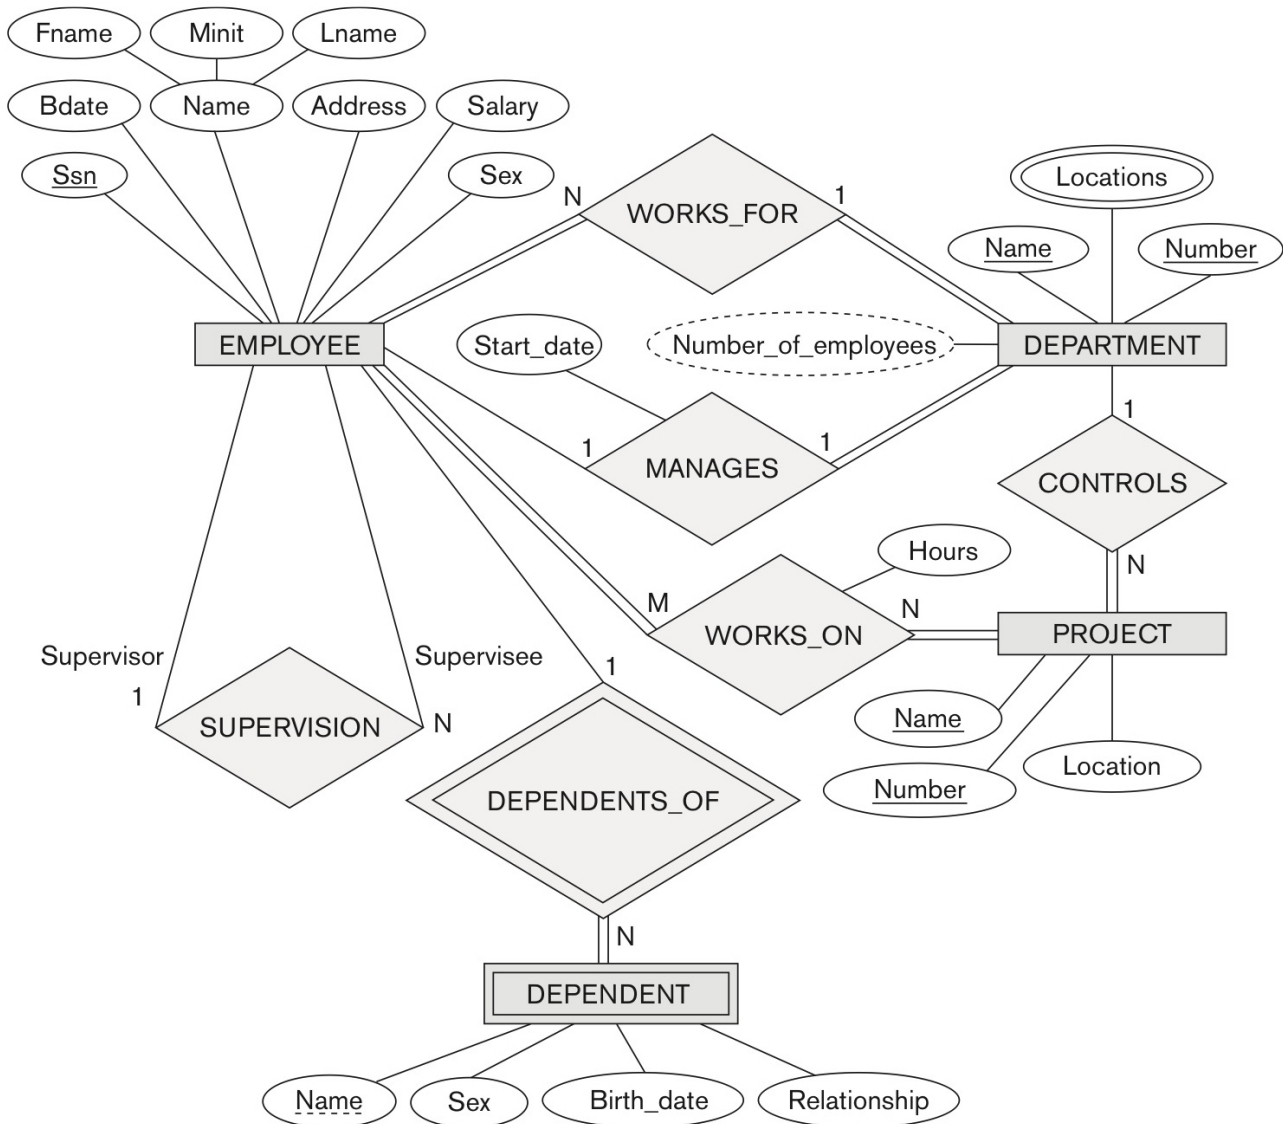 Fname
Minit
Lname
Bdate
Name
Address
Salary
Ssn
Sex
N
WORKS_FOR
1
Locations
Name
Number
EMPLOYEE
Start_date
Number_of_employees
DEPARTMENT
1
MANAGES
1
1
CONTROLS
N
Hours
M
WORKS_ON
N
PROJECT
Supervisor
Supervisee
1
1
SUPERVISION
N
Name
Number
Location
DEPENDENTS_OF
N
DEPENDENT
Name
Sex
Birth_date
Relationship